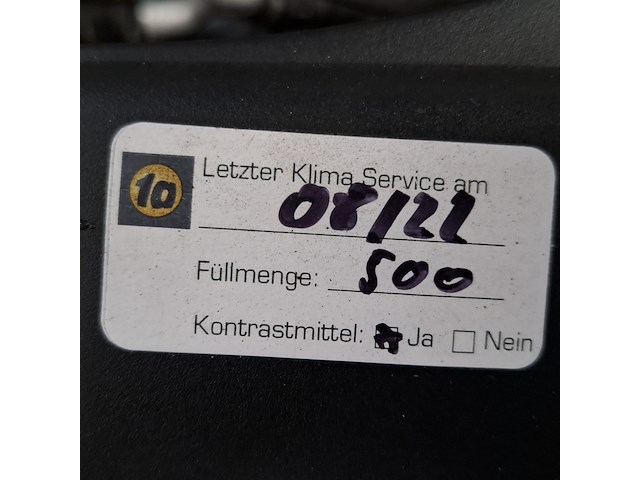 1a
Letzter Klima Service am
08/22
Füllmenge: 500
Kontrastmittel: Ja Nein